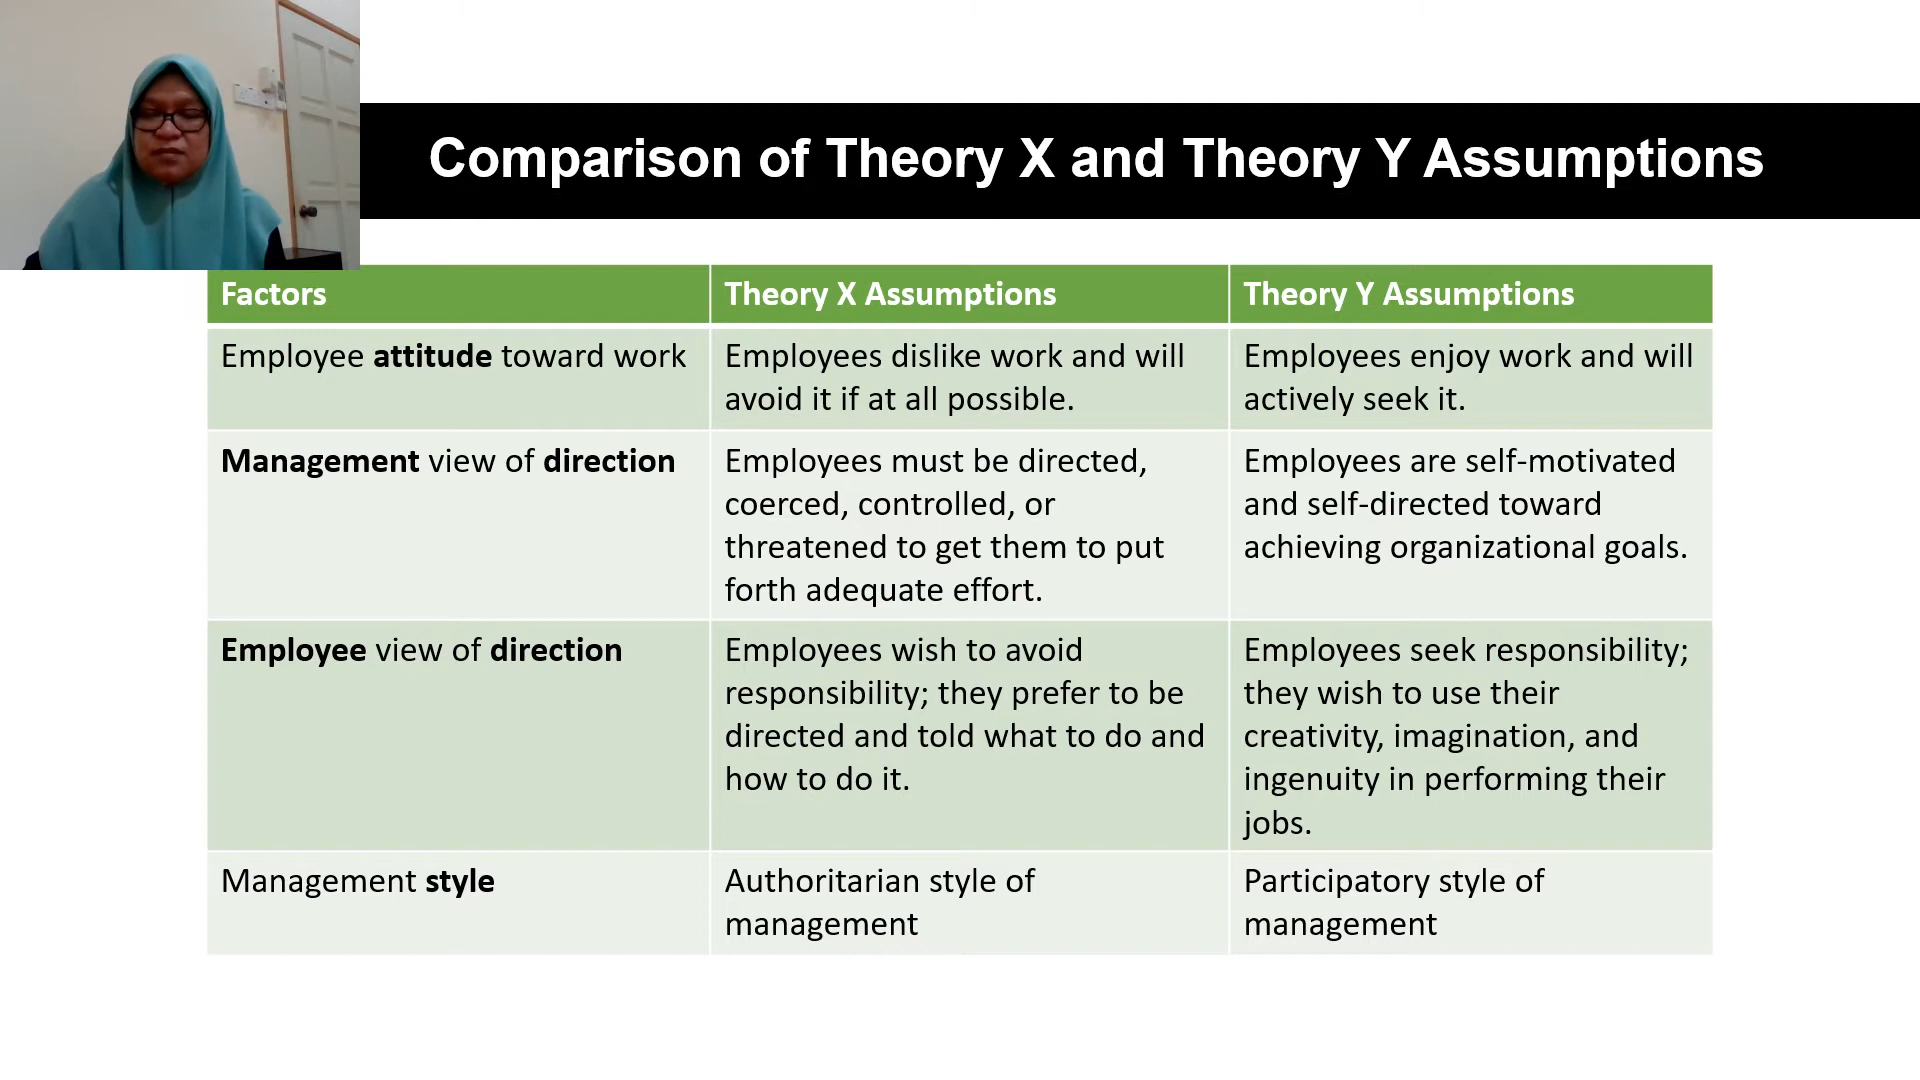 Comparison of Theory X and Theory Y Assumptions
Factors
Theory X Assumptions
Theory Y Assumptions
Employee attitude toward work
Employees dislike work and will
avoid it if at all possible.
Employees enjoy work and will
actively seek it.
Management view of direction
Employees must be directed,
coerced, controlled, or
threatened to get them to put
forth adequate effort.
Employees are self-motivated
and self-directed toward
achieving organizational goals.
Employee view of direction
Employees wish to avoid
responsibility; they prefer to be
directed and told what to do and
how to do it.
Employees seek responsibility;
they wish to use their
creativity, imagination, and
ingenuity in performing their
jobs.
Management style
Authoritarian style of
management
Participatory style of
management